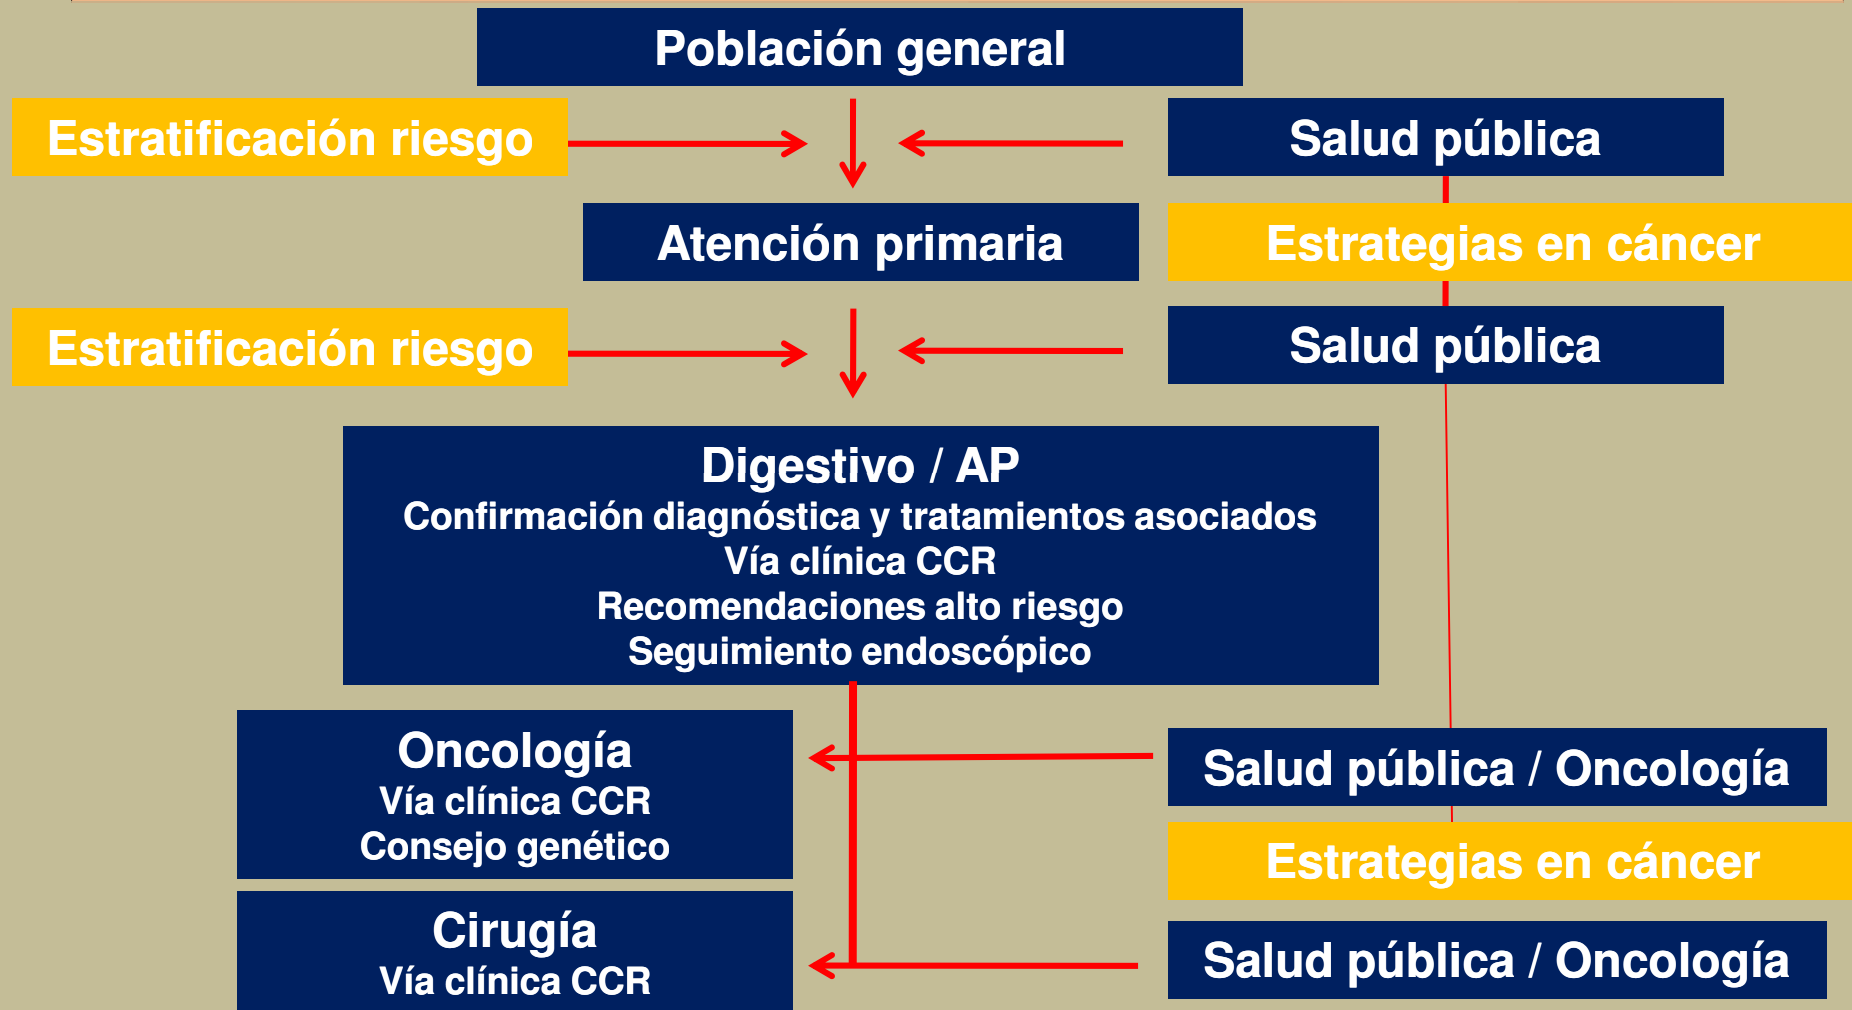 Población general
Estratificación riesgo
Salud pública
Atención primaria
Estrategias en cáncer
Estratificación riesgo
Salud pública
Digestivo / AP
Confirmación diagnóstica y tratamientos asociados
Vía clínica CCR
Recomendaciones alto riesgo
Seguimiento endoscópico
Oncología
Vía clínica CCR
Consejo genético
Salud pública / Oncología
Estrategias en cáncer
Cirugía
Vía clínica CCR
Salud pública / Oncología